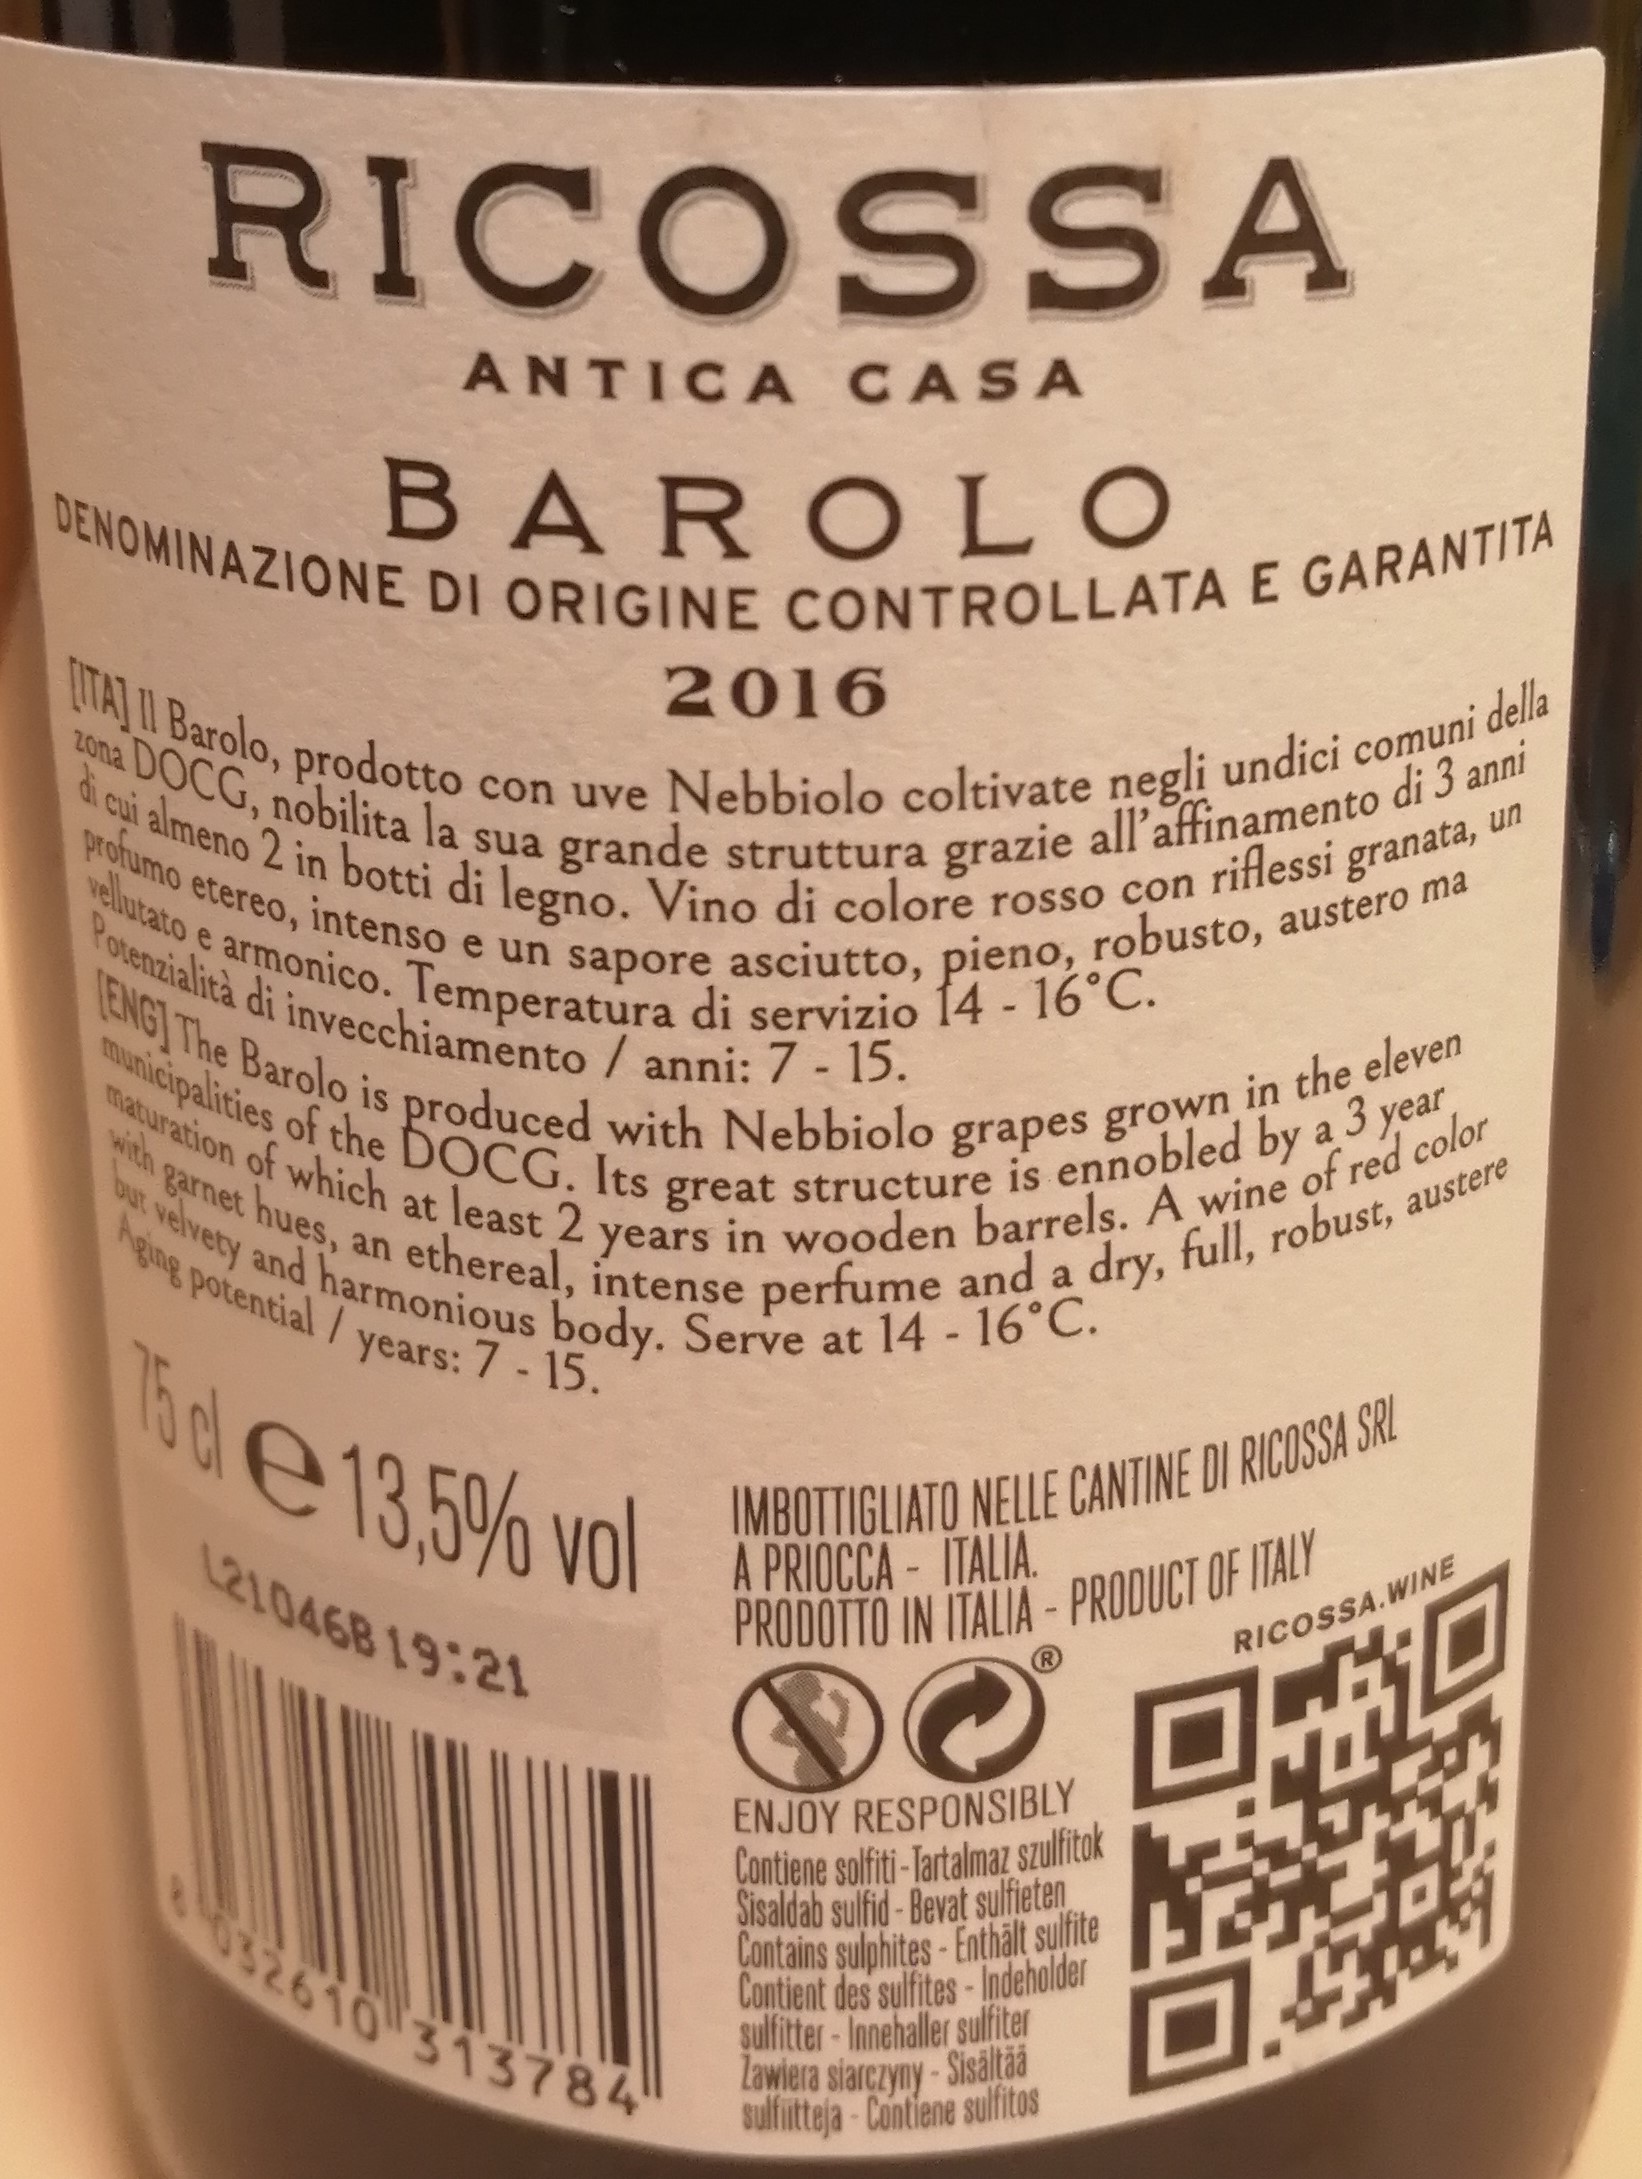 RICOSSA
ANTICA CASA
BAROLO
DENOMINAZIONE DI ORIGINE CONTROLLATA E GARANTITA
2016
[ITA] Il Barolo, prodotto con uve Nebbiolo coltivate negli undici comuni della
zona DOCG, nobilita la sua grande struttura grazie all'affinamento di 3 anni
di cui almeno 2 in botti di legno. Vino di colore rosso con riflessi granata, un
profumo etereo, intenso e un sapore asciutto, pieno, robusto, austero ma
vellutato e armonico. Temperatura di servizio 14 - 16°C.
Potenzialità di invecchiamento / anni: 7 - 15.
[ENG] The Barolo is produced with Nebbiolo grapes grown in the eleven
municipalities of the DOCG. Its great structure is ennobled by a 3 year
maturation of which at least 2 years in wooden barrels. A wine of red color
with garnet hues, an ethereal, intense perfume and a dry, full, robust, austere
but velvety and harmonious body. Serve at 14 - 16°C.
Aging potential / years: 7 - 15.
75 cl e 13,5% vol
L21046B 19:21
8 032610 313784
IMBOTTIGLIATO NELLE CANTINE DI RICOSSA SRL
A PRIOCCA - ITALIA.
PRODOTTO IN ITALIA - PRODUCT OF ITALY
RICOSSA.WINE
®
ENJOY RESPONSIBLY
Contiene solfiti - Tartalmaz szulfitok
Sisaldab sulfid - Bevat sulfieten
Contains sulphites - Enthält sulfite
Contient des sulfites - Indeholder
sulfitter - Innehaller sulfiter
Zawiera siarczyny - Sisältää
sulfiitteja - Contiene sulfitos